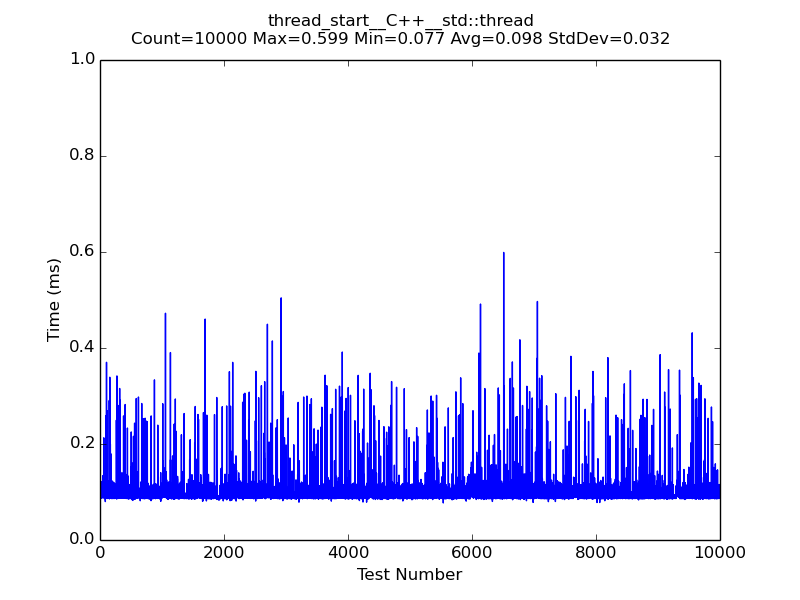 thread_start__C++__std::thread
Count=10000 Max=0.599 Min=0.077 Avg=0.098 StdDev=0.032
1.0
0.8
0.6
0.4
0.2
0.0
Time (ms)
0 2000 4000 6000 8000 10000
Test Number